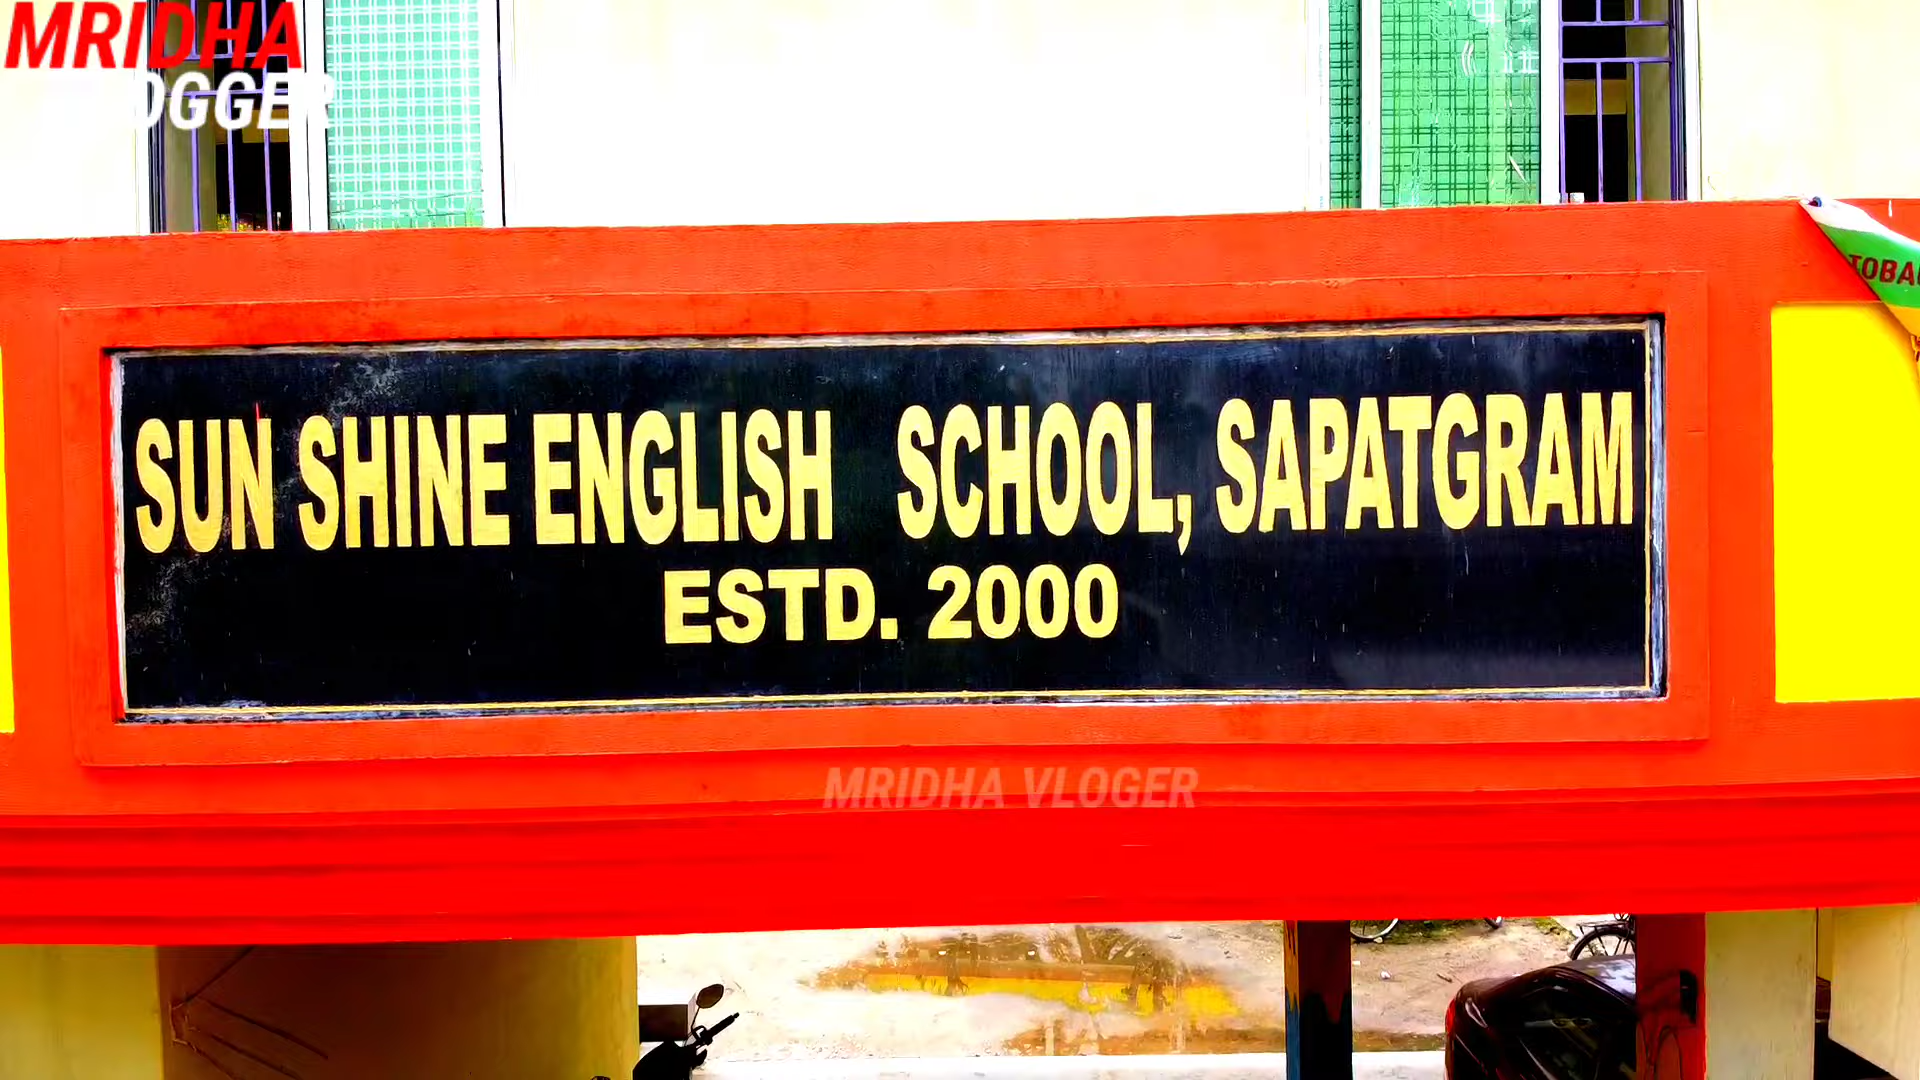 MRIDHA
SUN SHINE ENGLISH SCHOOL, SAPATGRAM
ESTD. 2000
MRIDHA VLOGER